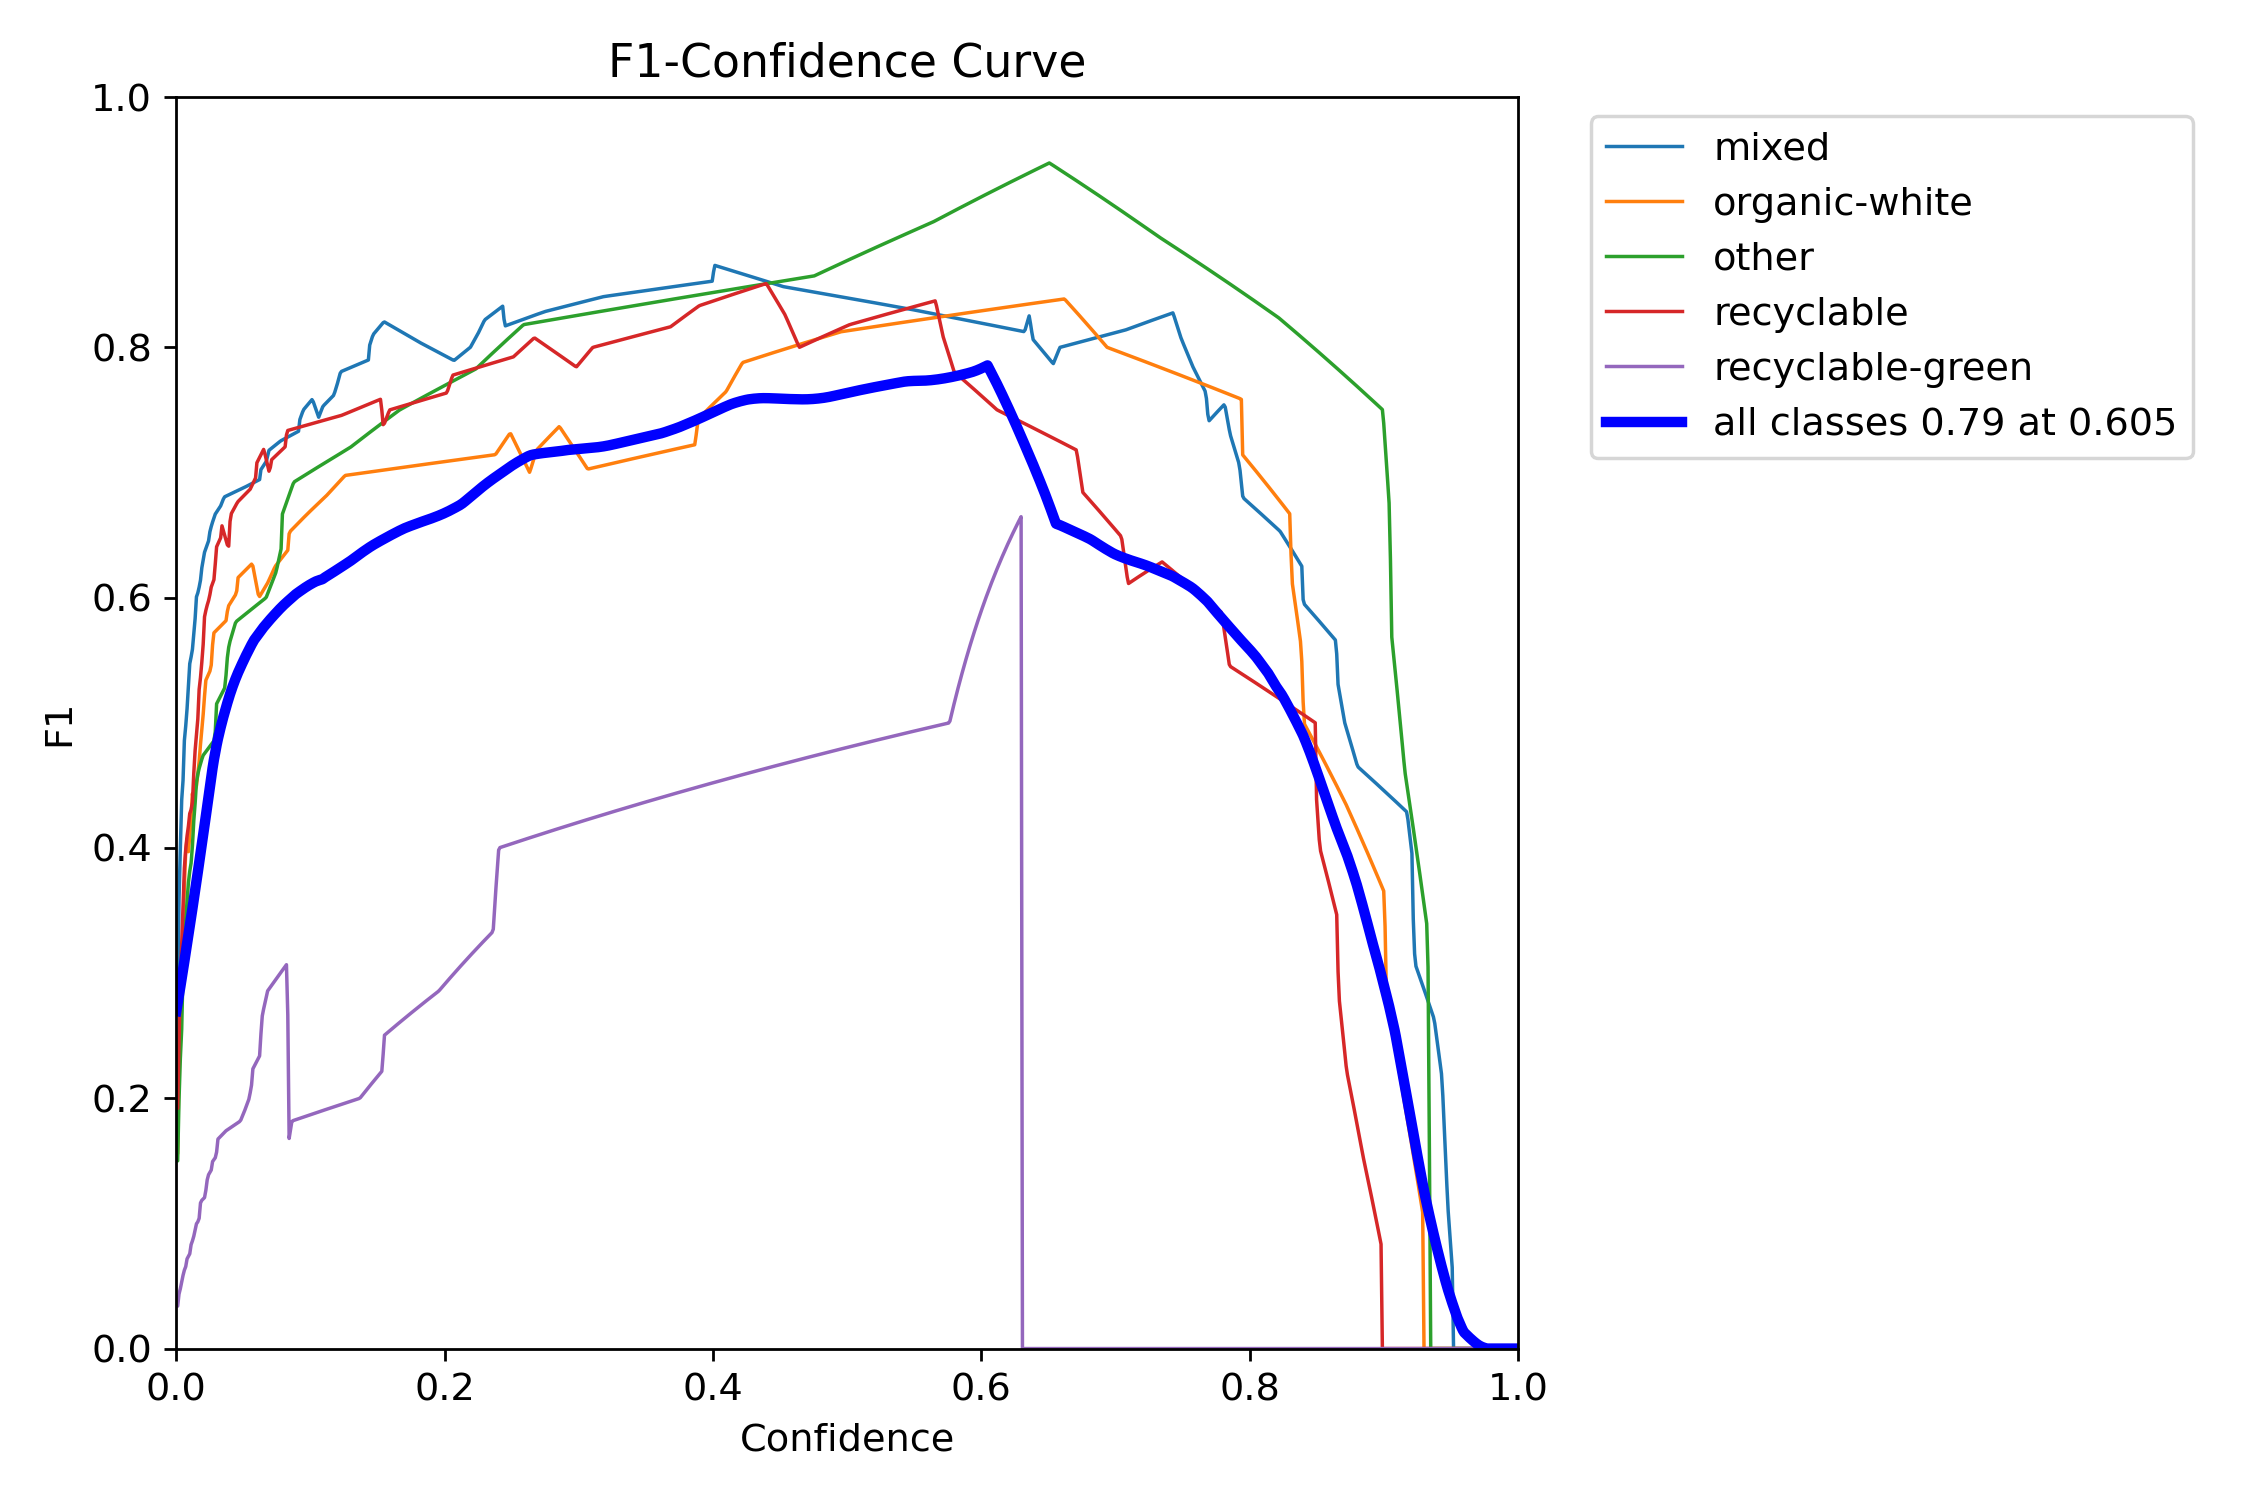 F1-Confidence Curve
1.0
0.8
0.6
0.4
0.2
0.0
F1
0.0 0.2 0.4 0.6 0.8 1.0
Confidence
mixed
organic-white
other
recyclable
recyclable-green
all classes 0.79 at 0.605